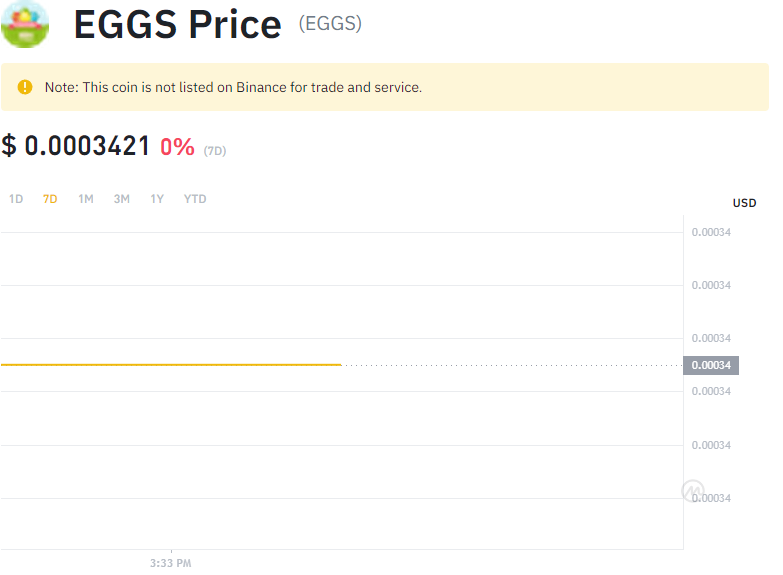 EGGS Price (EGGS)
Note: This coin is not listed on Binance for trade and service.
$ 0.0003421 0% (7D)
1D 7D 1M 3M 1Y YTD
USD
0.00034
0.00034
0.00034
0.00034
0.00034
0.00034
0.00034
3:33 PM